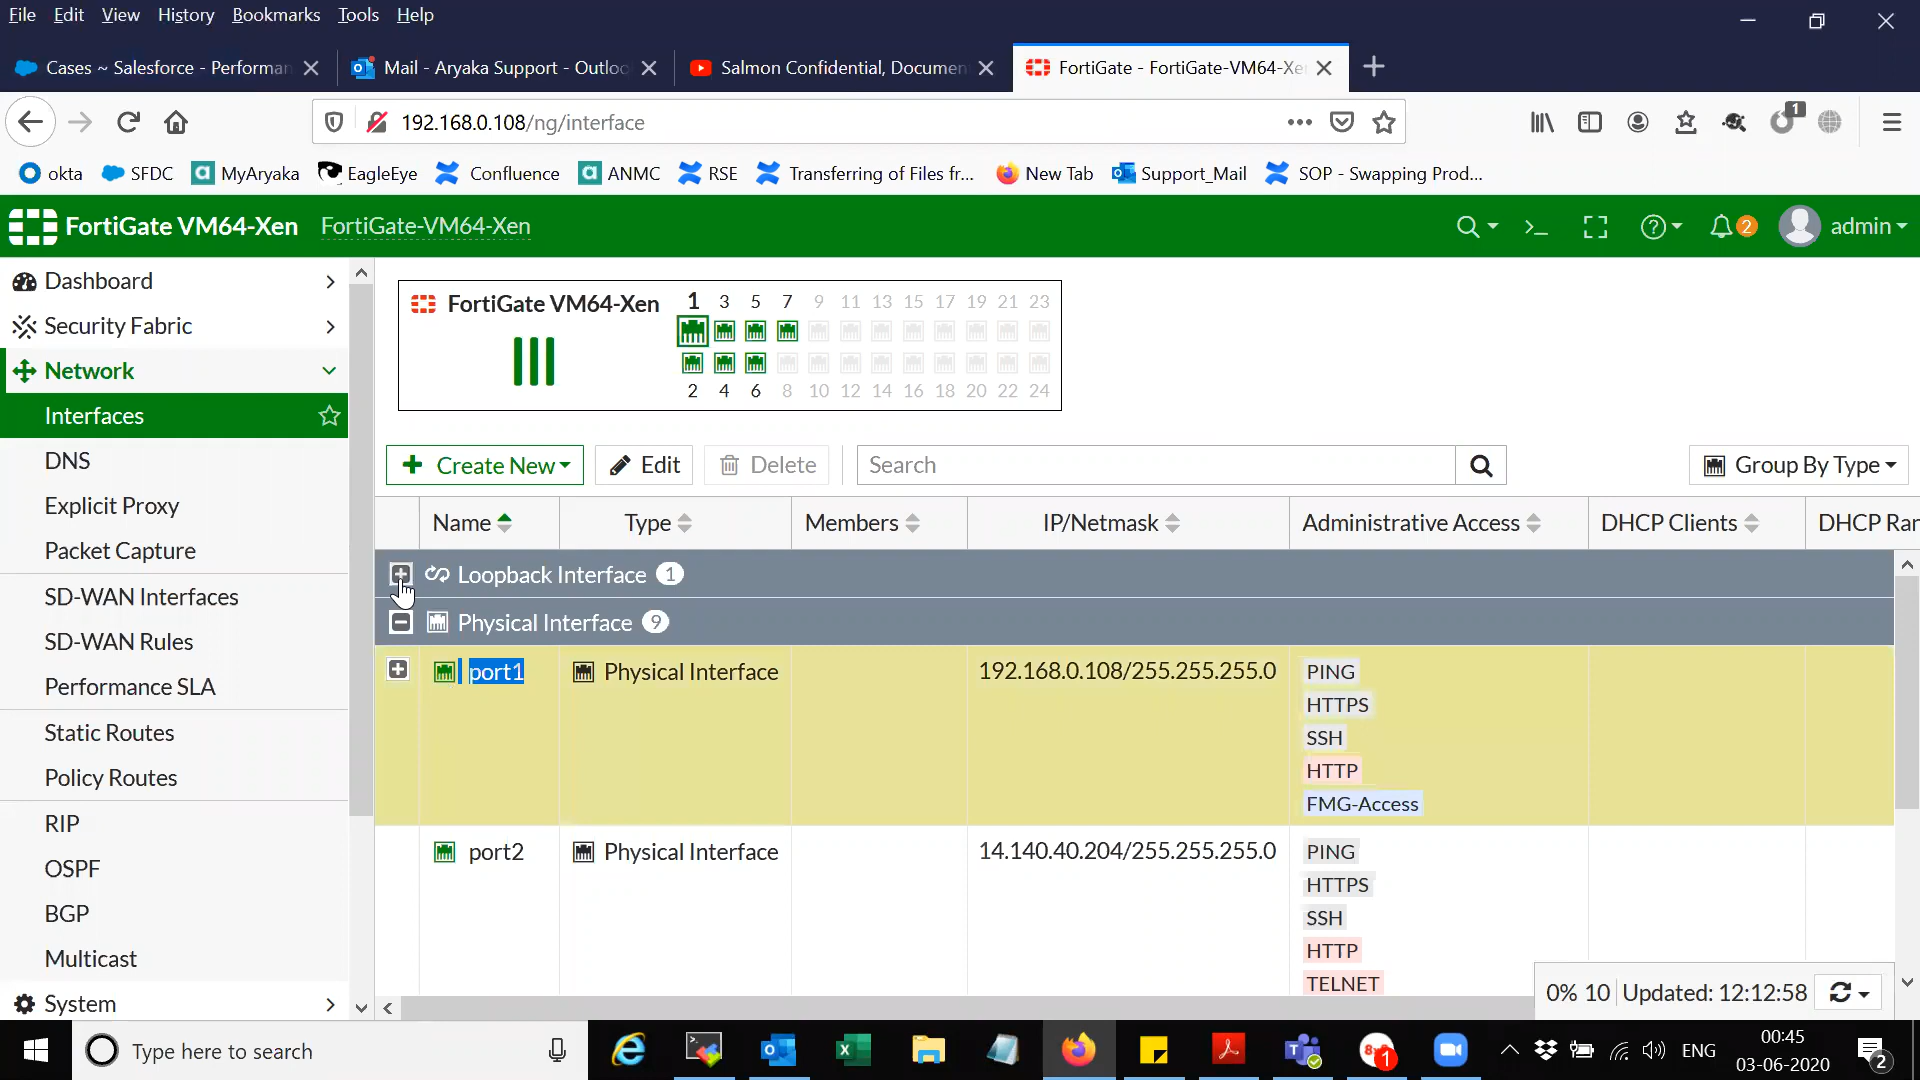 File Edit View History Bookmarks Tools Help
Cases ~ Salesforce - Performan
Mail - Aryaka Support - Outloo
Salmon Confidential, Documen
FortiGate - FortiGate-VM64-Xe
192.168.0.108/ng/interface
1
okta SFDC MyAryaka EagleEye Confluence ANMC RSE Transferring of Files fr... New Tab Support_Mail SOP - Swapping Prod...
FortiGate VM64-Xen FortiGate-VM64-Xen 2 admin
Dashboard
Security Fabric
Network
Interfaces
DNS
Explicit Proxy
Packet Capture
SD-WAN Interfaces
SD-WAN Rules
Performance SLA
Static Routes
Policy Routes
RIP
OSPF
BGP
Multicast
System
FortiGate VM64-Xen 1 3 5 7 9 11 13 15 17 19 21 23
2 4 6 8 10 12 14 16 18 20 22 24
+ Create New Edit Delete Search Group By Type
Name Type Members IP/Netmask Administrative Access DHCP Clients DHCP Ran
Loopback Interface 1
Physical Interface 9
port1 Physical Interface 192.168.0.108/255.255.255.0 PING
HTTPS
SSH
HTTP
FMG-Access
port2 Physical Interface 14.140.40.204/255.255.255.0 PING
HTTPS
SSH
HTTP
TELNET
0% 10 Updated: 12:12:58
Type here to search
1
ENG
00:45
03-06-2020
2